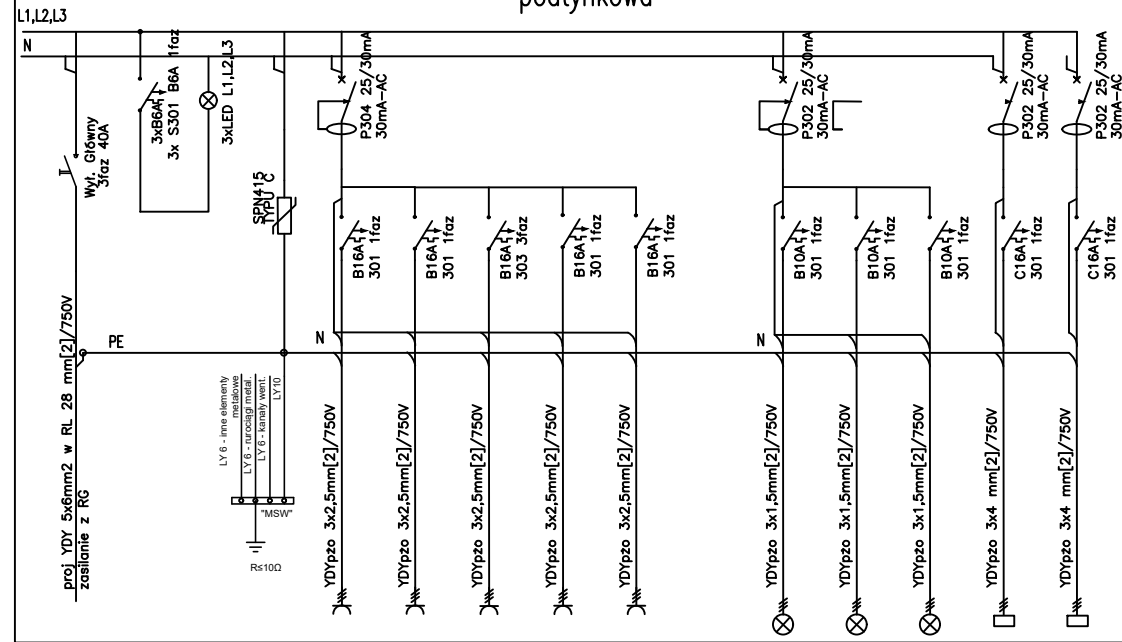 podtynkowa
L1,L2,L3
N
Wył. Główny
3faz 40A
3xB6A
3x S301 B6A 1faz
3xLED L1,L2,L3
SPN415
TYPU C
P304 25/30mA
30mA-AC
P302 25/30mA
30mA-AC
P302 25/30mA
30mA-AC
P302 25/30mA
30mA-AC
B16A 1faz
301
B16A 1faz
301
B16A 3faz
303
B16A 1faz
301
B16A 1faz
301
B10A 1faz
301
B10A 1faz
301
B10A 1faz
301
C16A 1faz
301
C16A 1faz
301
PE
N
N
proj YDY 5x6mm2 w RL 28 mm[2]/750V
zasilanie z RG
LY 6 - inne elementy
metalowe
LY 6 - rurociągi metal.
LY 6 - kanały went.
LY10
"MSW"
R≤10Ω
YDYpżo 3x2,5mm[2]/750V
YDYpżo 3x2,5mm[2]/750V
YDYpżo 3x2,5mm[2]/750V
YDYpżo 3x2,5mm[2]/750V
YDYpżo 3x2,5mm[2]/750V
YDYpżo 3x1,5mm[2]/750V
YDYpżo 3x1,5mm[2]/750V
YDYpżo 3x1,5mm[2]/750V
YDYpżo 3x4 mm[2]/750V
YDYpżo 3x4 mm[2]/750V